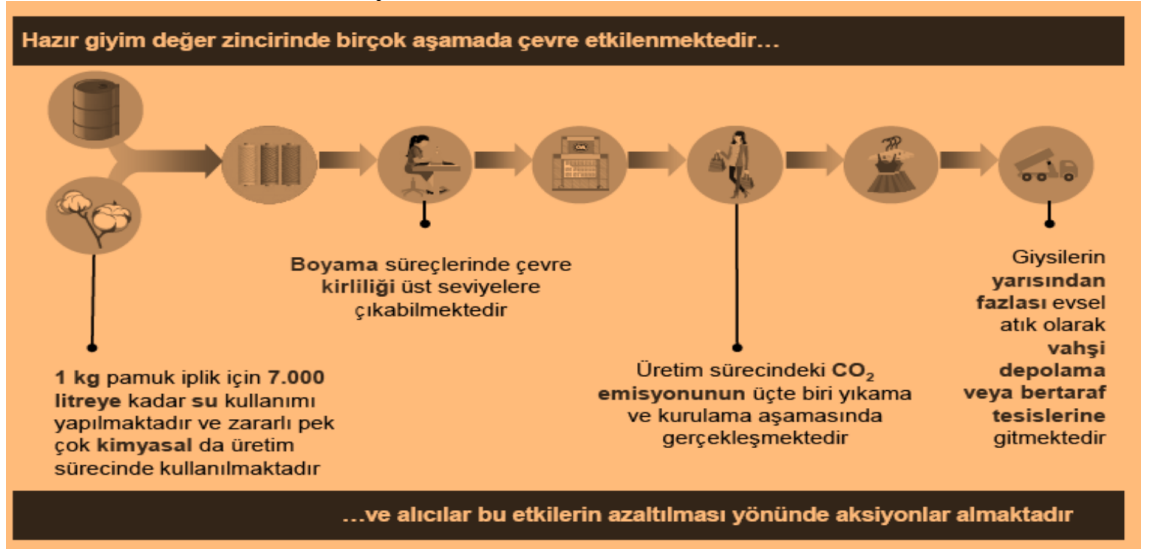 Hazır giyim değer zincirinde birçok aşamada çevre etkilenmektedir…
Boyama süreçlerinde çevre
kirliliği üst seviyelere
çıkabilmektedir
1 kg pamuk iplik için 7.000
litreye kadar su kullanımı
yapılmaktadır ve zararlı pek
çok kimyasal da üretim
sürecinde kullanılmaktadır
Üretim sürecindeki CO₂
emisyonunun üçte biri yıkama
ve kurulama aşamasında
gerçekleşmektedir
Giysilerin
yarısından
fazlası evsel
atık olarak
vahşi
depolama
veya bertaraf
tesislerine
gitmektedir
…ve alıcılar bu etkilerin azaltılması yönünde aksiyonlar almaktadır